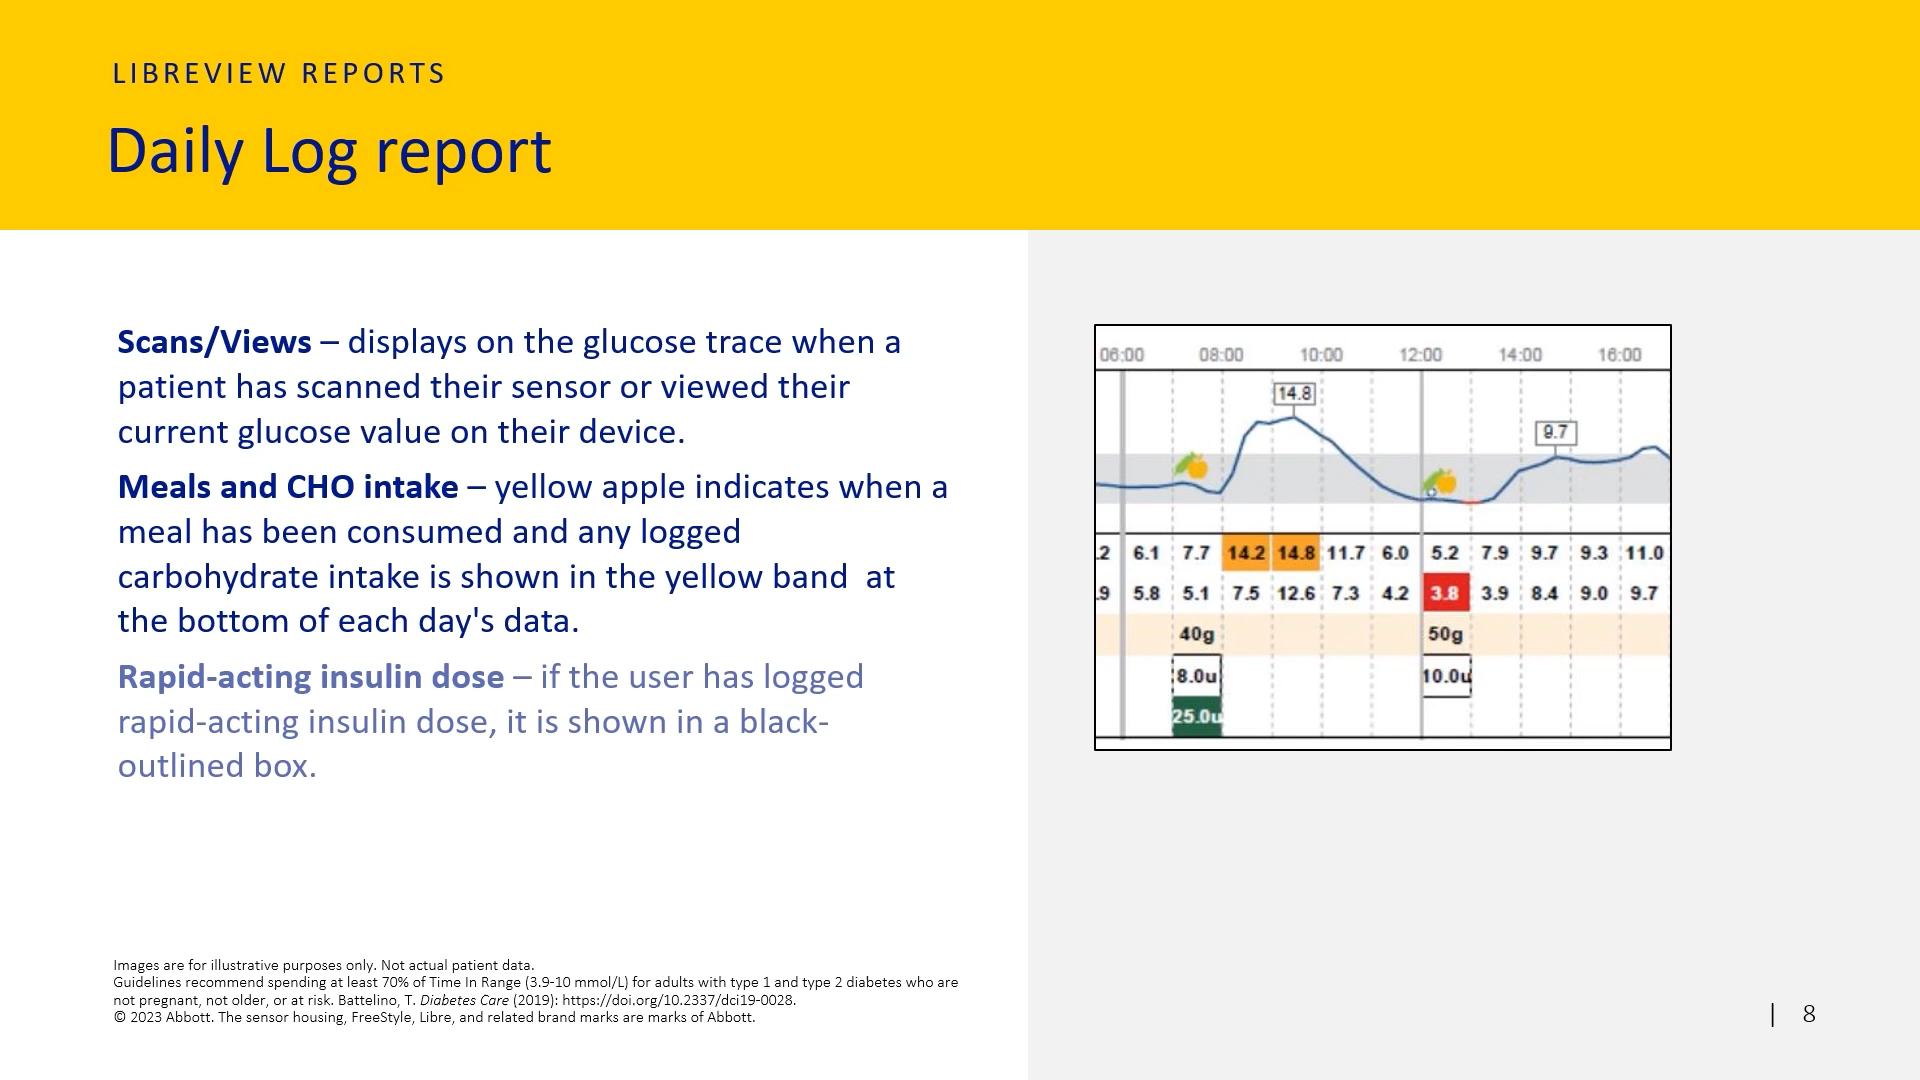 LIBREVIEW REPORTS
Daily Log report
Scans/Views – displays on the glucose trace when a
patient has scanned their sensor or viewed their
current glucose value on their device.
Meals and CHO intake – yellow apple indicates when a
meal has been consumed and any logged
carbohydrate intake is shown in the yellow band  at
the bottom of each day's data.
Rapid-acting insulin dose – if the user has logged
rapid-acting insulin dose, it is shown in a black-
outlined box.
06:00 08:00 10:00 12:00 14:00 16:00
14.8
9.7
.2 6.1 7.7 14.2 14.8 11.7 6.0 5.2 7.9 9.7 9.3 11.0
.9 5.8 5.1 7.5 12.6 7.3 4.2 3.8 3.9 8.4 9.0 9.7
40g 50g
8.0u 10.0u
25.0u
Images are for illustrative purposes only. Not actual patient data.
Guidelines recommend spending at least 70% of Time In Range (3.9-10 mmol/L) for adults with type 1 and type 2 diabetes who are
not pregnant, not older, or at risk. Battelino, T. Diabetes Care (2019): https://doi.org/10.2337/dci19-0028.
© 2023 Abbott. The sensor housing, FreeStyle, Libre, and related brand marks are marks of Abbott.
| 8